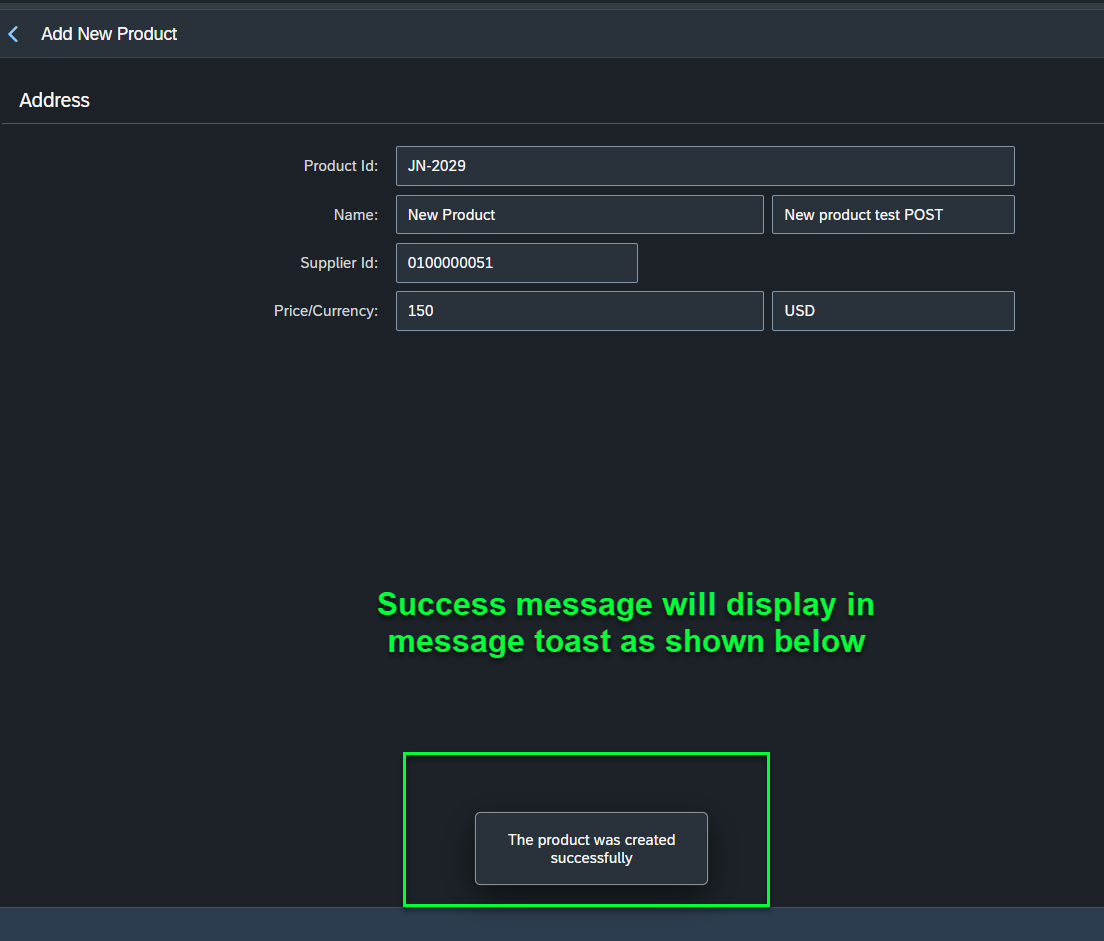 Add New Product
Address
Product Id: JN-2029
Name: New Product New product test POST
Supplier Id: 0100000051
Price/Currency: 150 USD
Success message will display in
message toast as shown below
The product was created
successfully